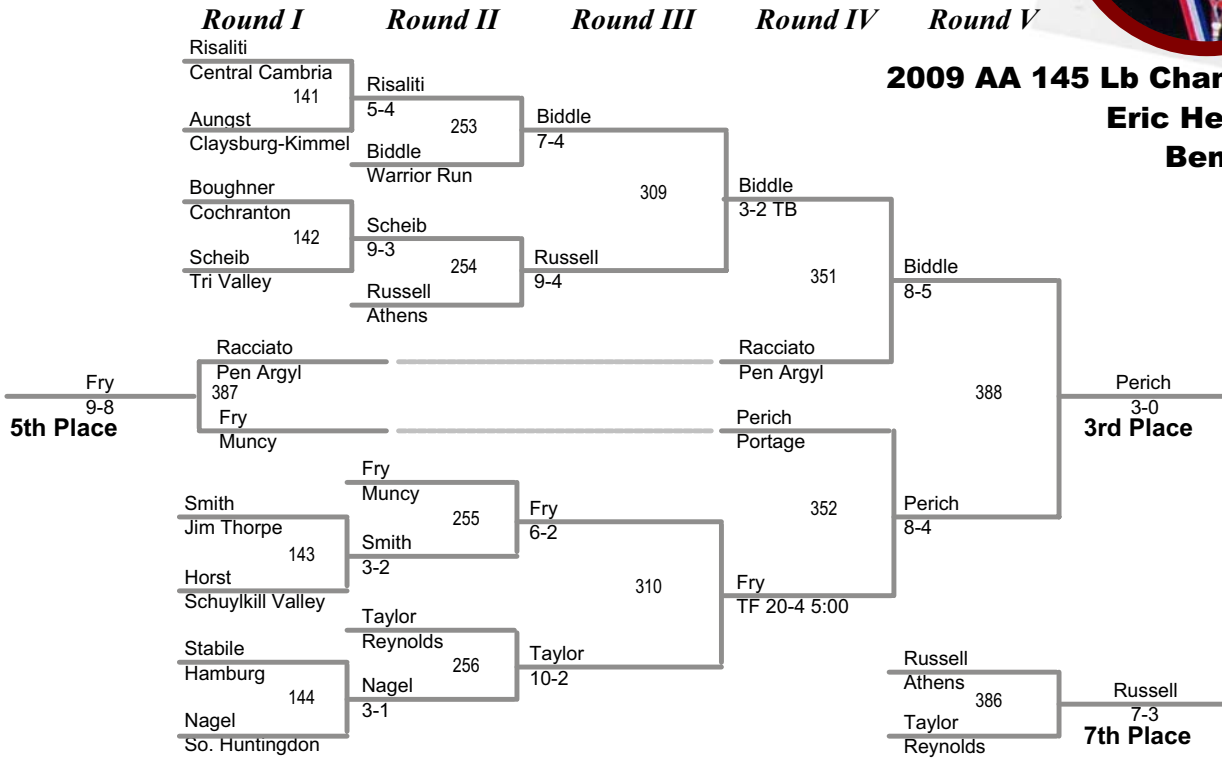 Round I Round II Round III Round IV Round V
2009 AA 145 Lb
Eric
Risaliti
Central Cambria
141
Aungst
Claysburg-Kimmel
Boughner
Cochranton
142
Scheib
Tri Valley
Risaliti
5-4
253
Biddle
Warrior Run
Scheib
9-3
254
Russell
Athens
Biddle
7-4
309
Russell
9-4
Biddle
3-2 TB
351
Racciato
Pen Argyl
Biddle
8-5
388
Perich
3-0
3rd Place
Racciato
Pen Argyl
387
Fry
Muncy
Fry
9-8
5th Place
Perich
Portage
352
Perich
8-4
Fry
TF 20-4 5:00
Fry
Muncy
255
Smith
3-2
Fry
6-2
310
Smith
Jim Thorpe
143
Horst
Schuylkill Valley
Taylor
Reynolds
256
Nagel
3-1
Taylor
10-2
Stabile
Hamburg
144
Nagel
So. Huntingdon
Russell
Athens
386
Taylor
Reynolds
Russell
7-3
7th Place